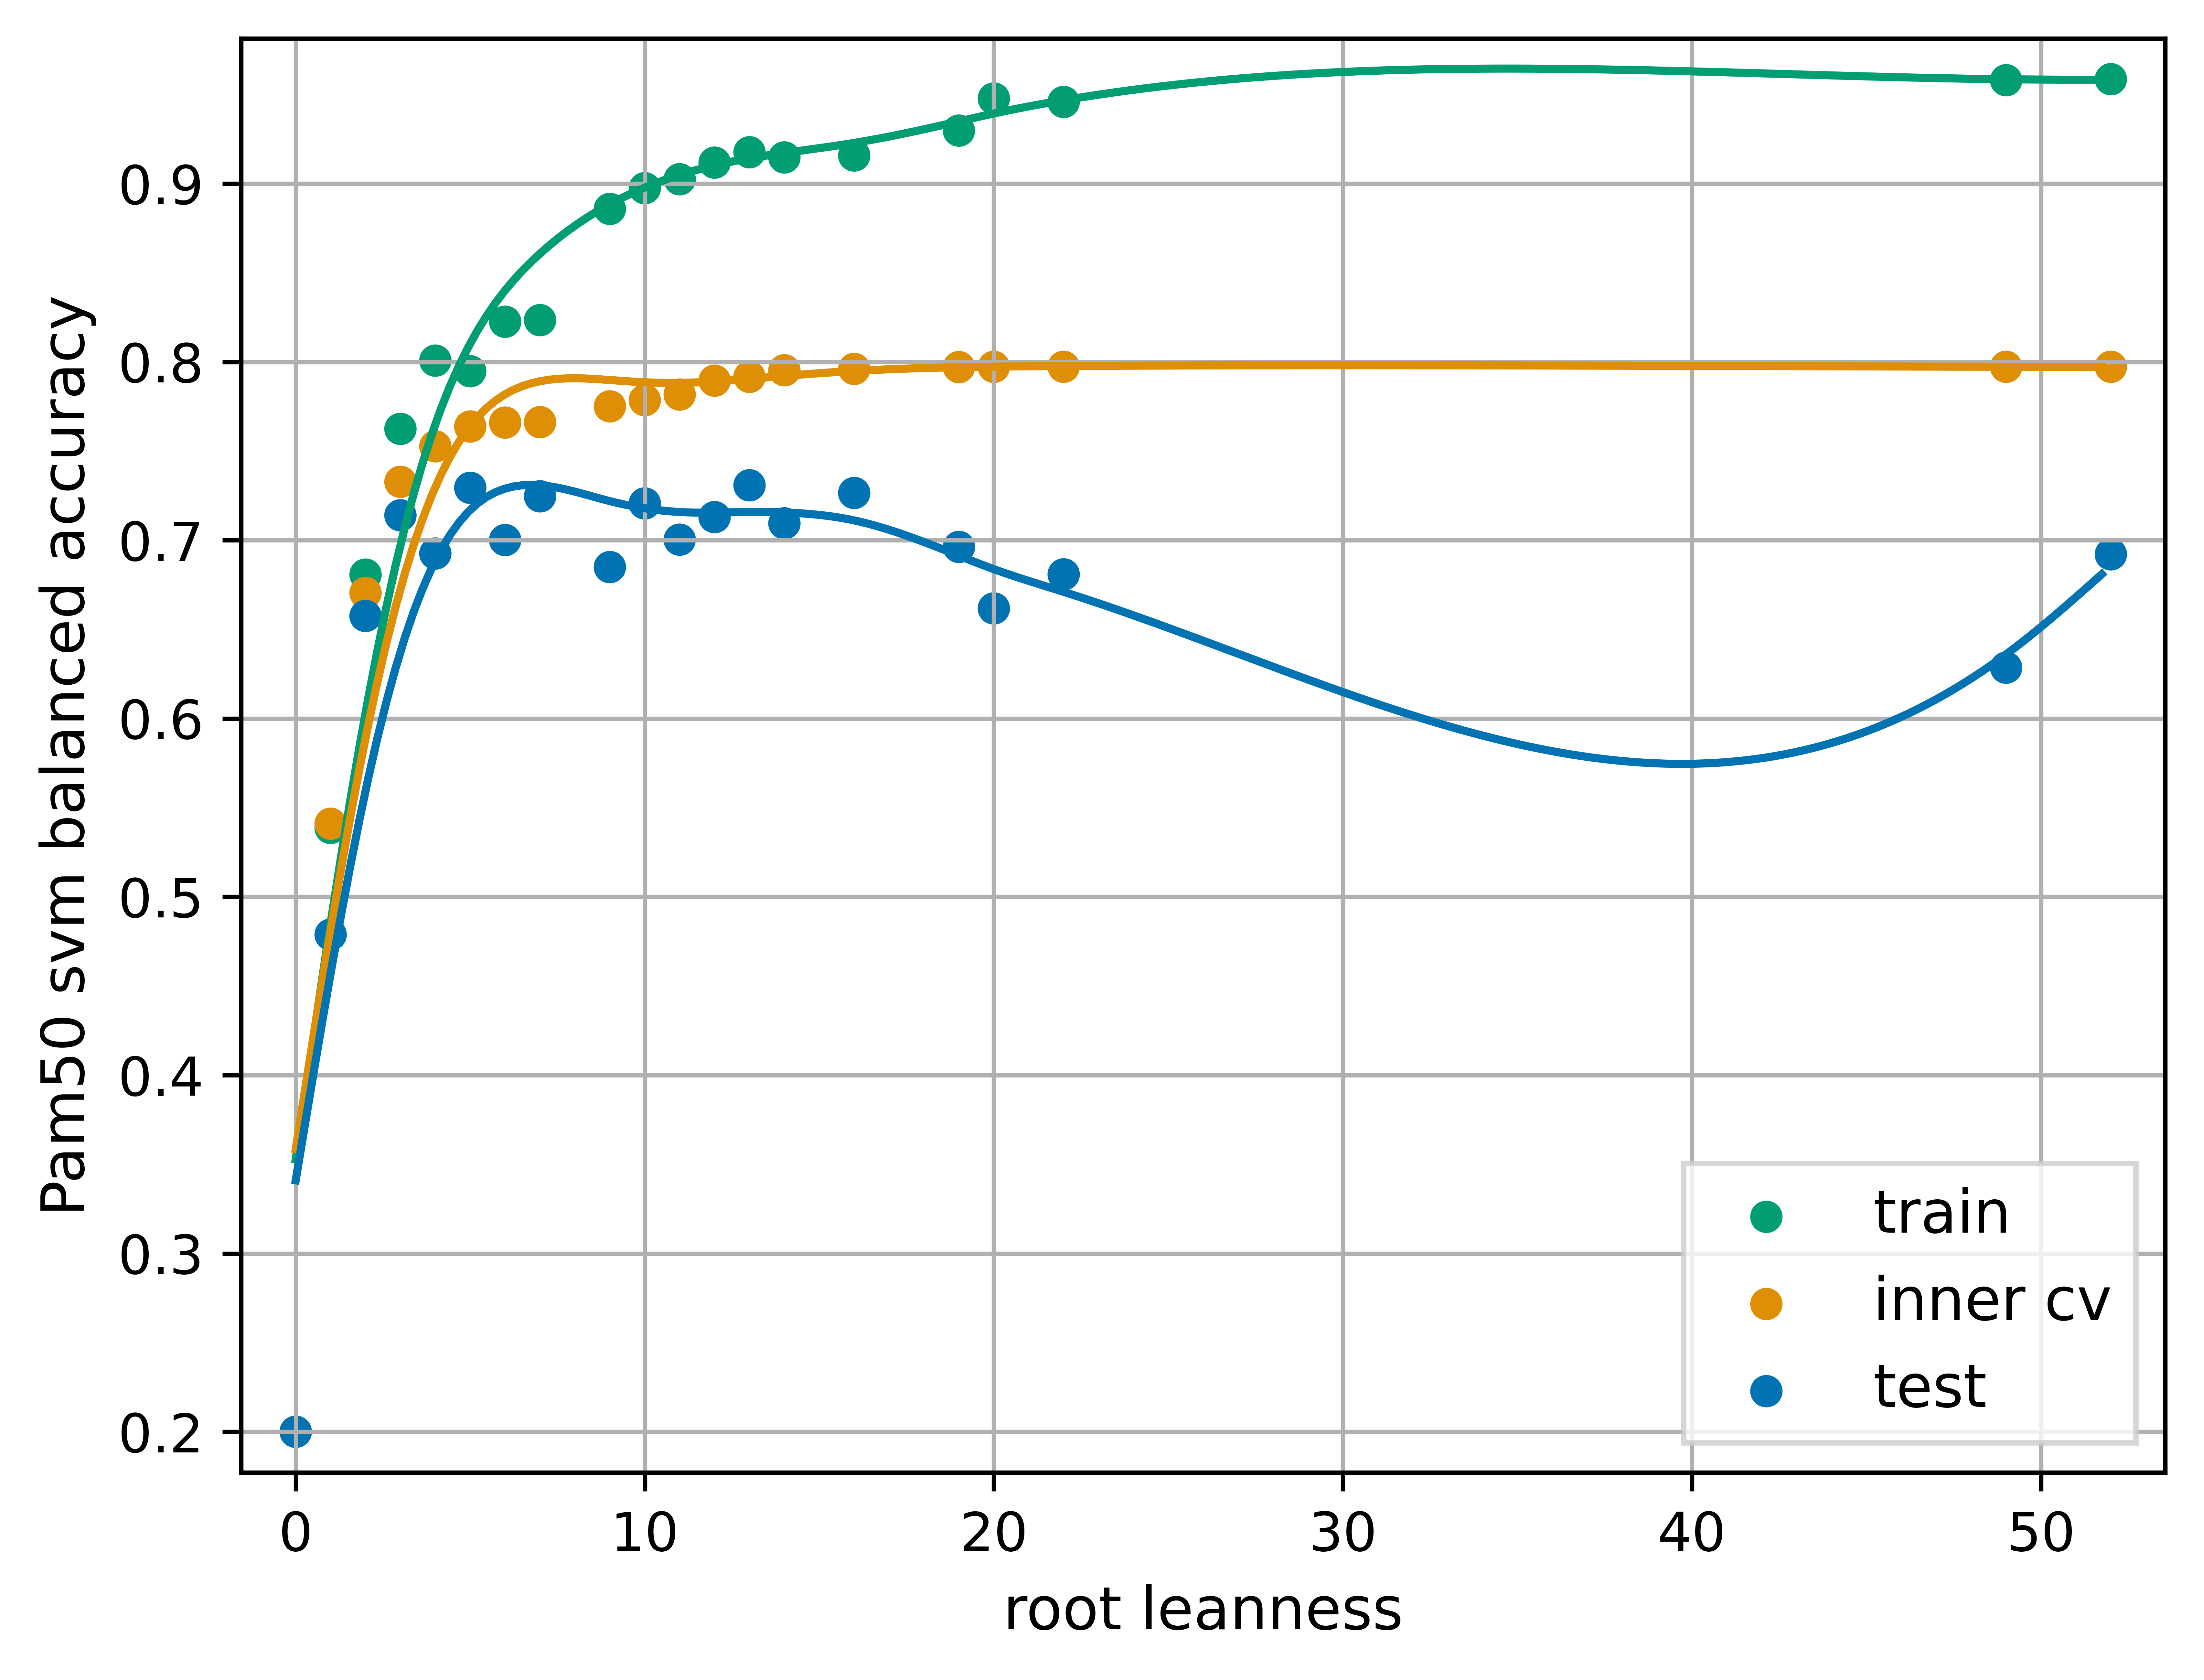 Pam50 svm balanced accuracy
0.9
0.8
0.7
0.6
0.5
0.4
0.3
0.2
0 10 20 30 40 50
root leanness
train
inner cv
test